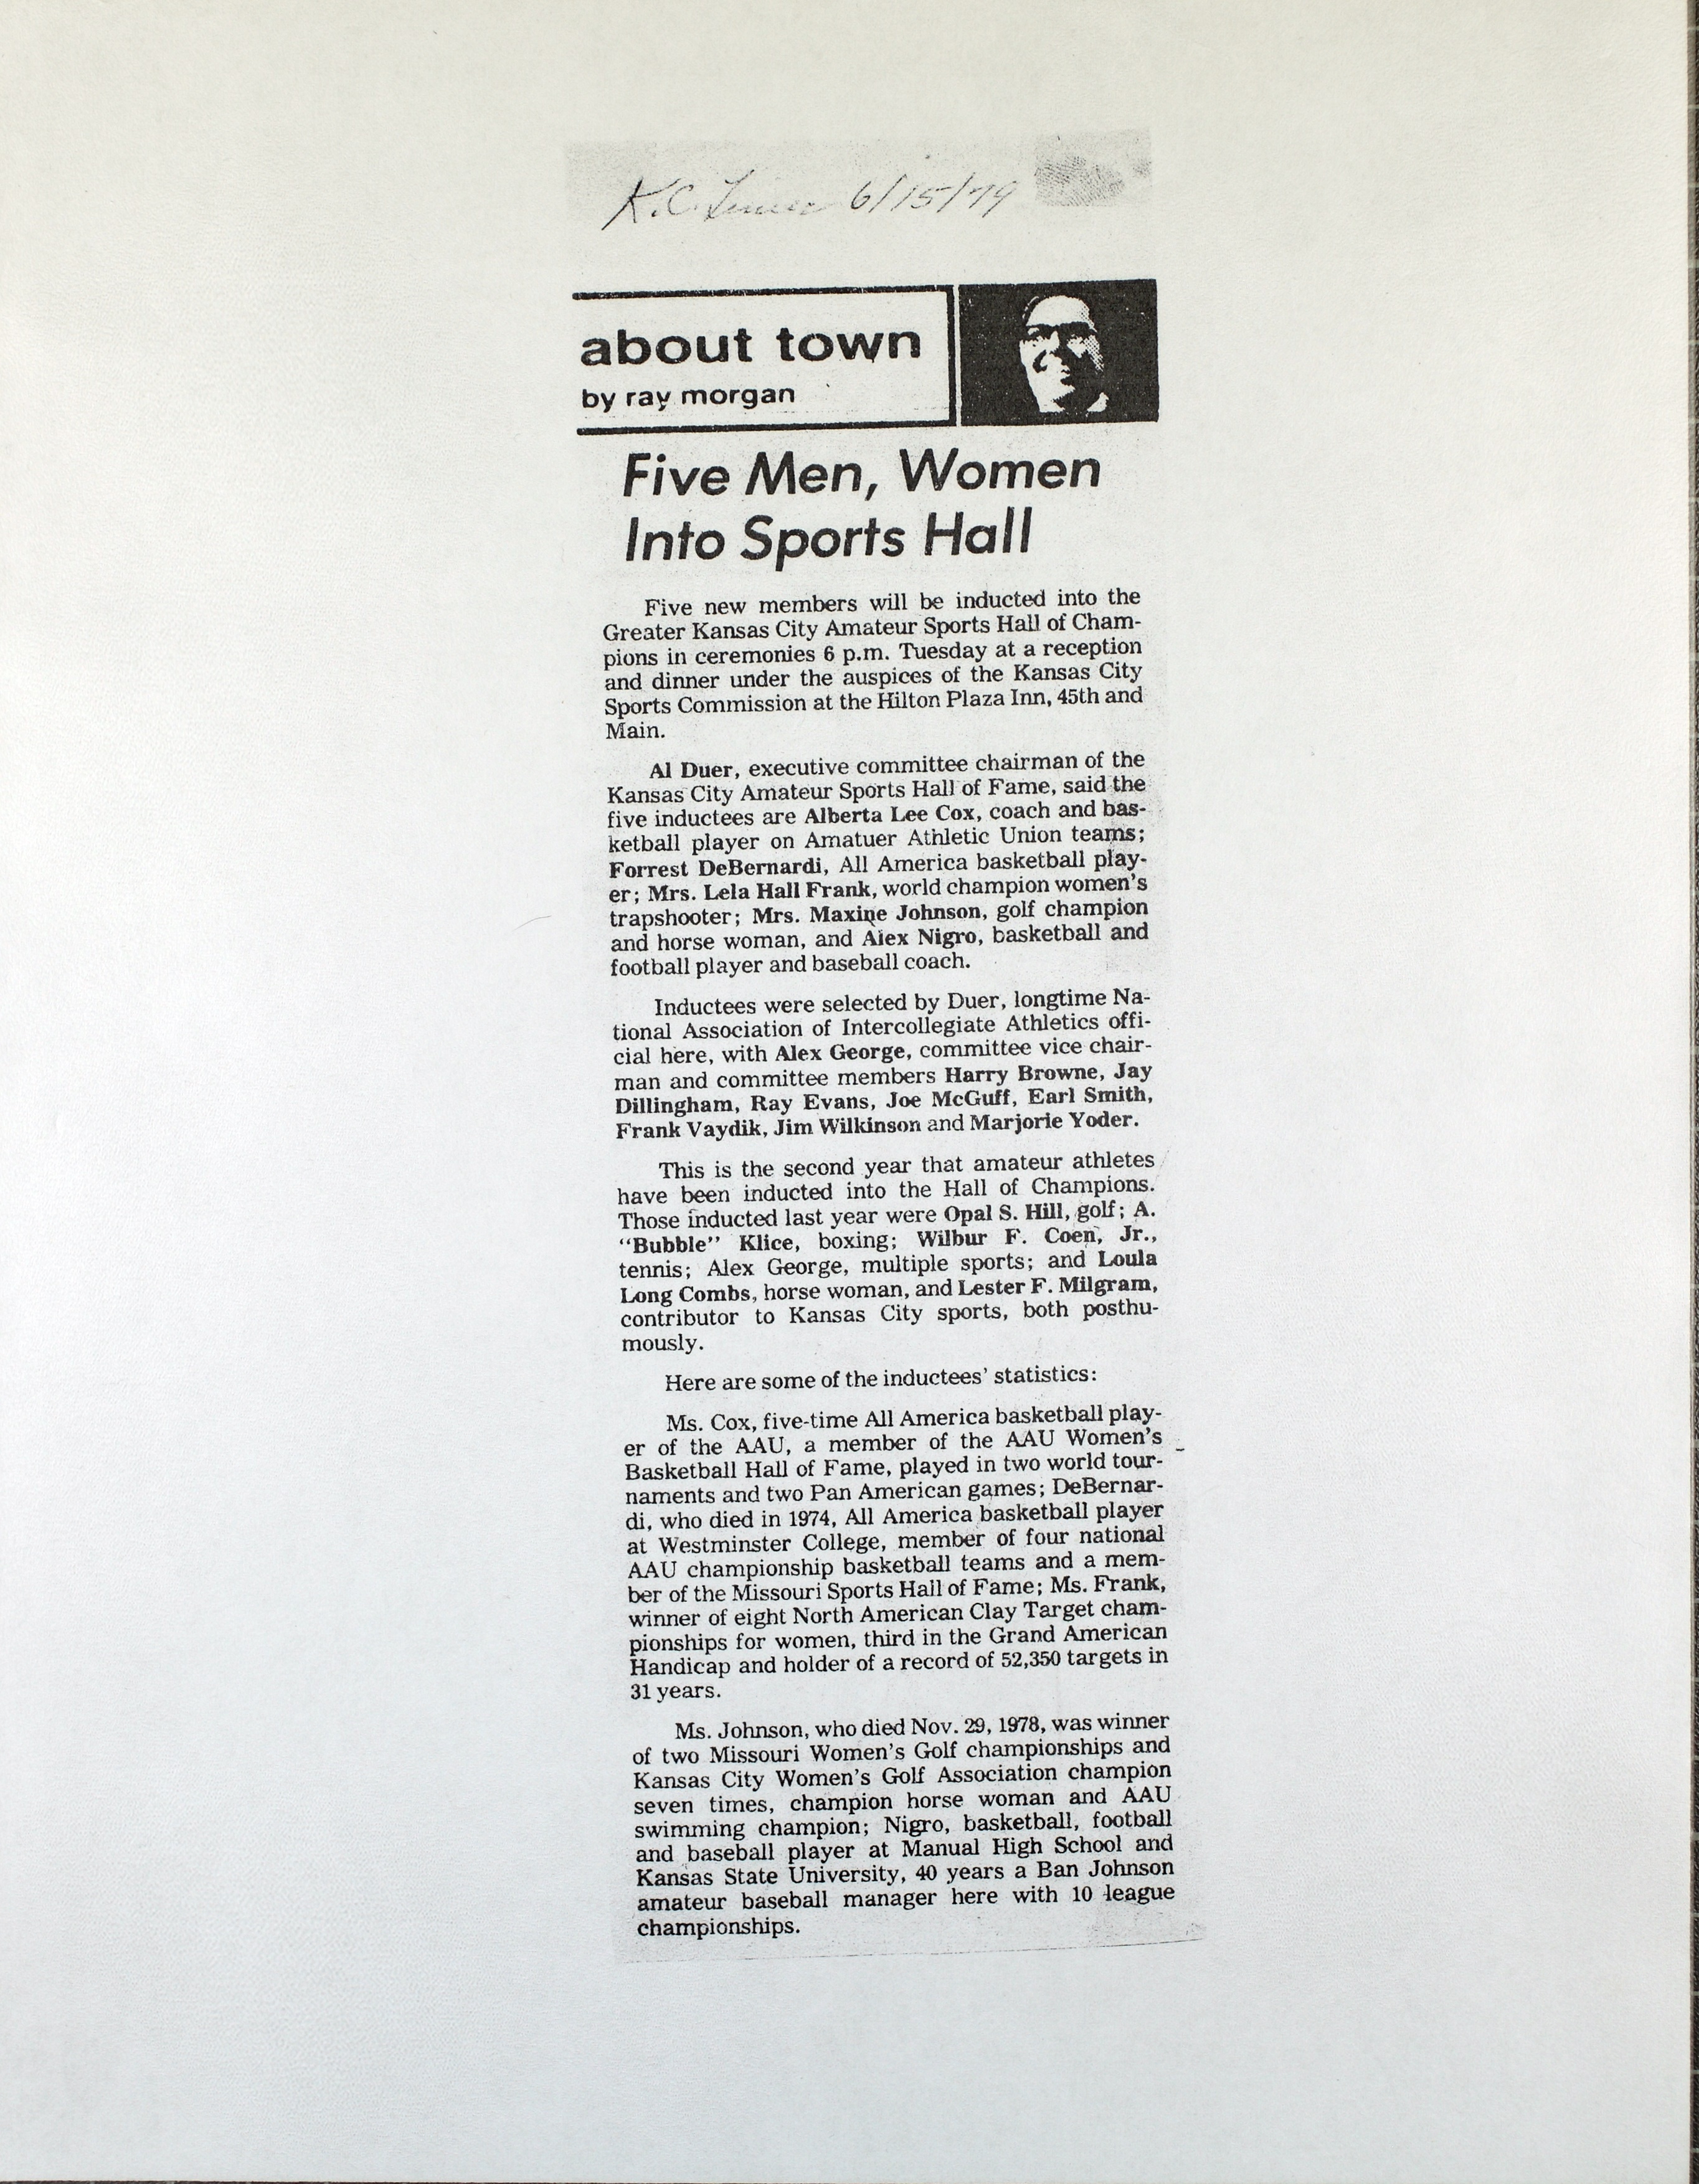 K.C. Times 6/15/79
about town
by ray morgan
Five Men, Women
Into Sports Hall
Five new members will be inducted into the
Greater Kansas City Amateur Sports Hall of Cham-
pions in ceremonies 6 p.m. Tuesday at a reception
and dinner under the auspices of the Kansas City
Sports Commission at the Hilton Plaza Inn, 45th and
Main.
Al Duer, executive committee chairman of the
Kansas City Amateur Sports Hall of Fame, said the
five inductees are Alberta Lee Cox, coach and bas-
ketball player on Amatuer Athletic Union teams;
Forrest DeBernardi, All America basketball play-
er; Mrs. Lela Hall Frank, world champion women's
trapshooter; Mrs. Maxine Johnson, golf champion
and horse woman, and Alex Nigro, basketball and
football player and baseball coach.
Inductees were selected by Duer, longtime Na-
tional Association of Intercollegiate Athletics offi-
cial here, with Alex George, committee vice chair-
man and committee members Harry Browne, Jay
Dillingham, Ray Evans, Joe McGuff, Earl Smith,
Frank Vaydik, Jim Wilkinson and Marjorie Yoder.
This is the second year that amateur athletes
have been inducted into the Hall of Champions.
Those inducted last year were Opal S. Hill, golf; A.
"Bubble" Klice, boxing; Wilbur F. Coen, Jr.,
tennis; Alex George, multiple sports; and Loula
Long Combs, horse woman, and Lester F. Milgram,
contributor to Kansas City sports, both posthu-
mously.
Here are some of the inductees' statistics:
Ms. Cox, five-time All America basketball play-
er of the AAU, a member of the AAU Women's
Basketball Hall of Fame, played in two world tour-
naments and two Pan American games; DeBernar-
di, who died in 1974, All America basketball player
at Westminster College, member of four national
AAU championship basketball teams and a mem-
ber of the Missouri Sports Hall of Fame; Ms. Frank,
winner of eight North American Clay Target cham-
pionships for women, third in the Grand American
Handicap and holder of a record of 52,350 targets in
31 years.
Ms. Johnson, who died Nov. 29, 1978, was winner
of two Missouri Women's Golf championships and
Kansas City Women's Golf Association champion
seven times, champion horse woman and AAU
swimming champion; Nigro, basketball, football
and baseball player at Manual High School and
Kansas State University, 40 years a Ban Johnson
amateur baseball manager here with 10 league
championships.